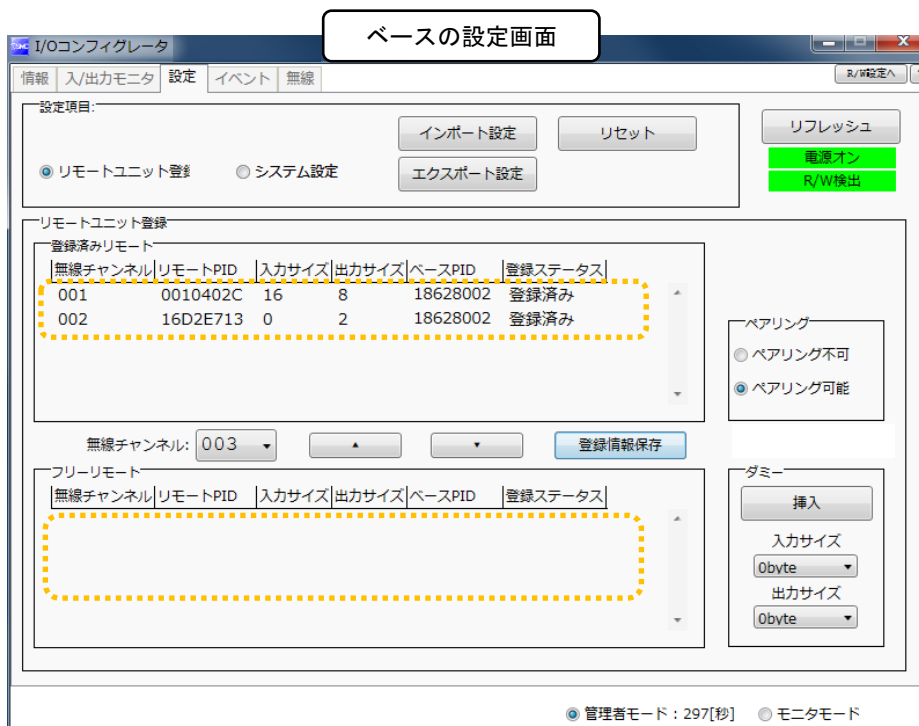 ベースの設定画面
SMC I/Oコンフィグレータ
情報 入/出力モニタ 設定 イベント 無線 R/W設定へ
設定項目:
インポート設定 リセット リフレッシュ
電源オン
リモートユニット登録 システム設定 エクスポート設定
R/W検出
リモートユニット登録
登録済みリモート
無線チャンネル リモートPID 入力サイズ 出力サイズ ベースPID 登録ステータス
001 0010402C 16 8 18628002 登録済み
002 16D2E713 0 2 18628002 登録済み
ペアリング
ペアリング不可
ペアリング可能
無線チャンネル: 003 登録情報保存
フリーリモート
無線チャンネル リモートPID 入力サイズ 出力サイズ ベースPID 登録ステータス
ダミー
挿入
入力サイズ
0byte
出力サイズ
0byte
管理者モード:297[秒] モニタモード